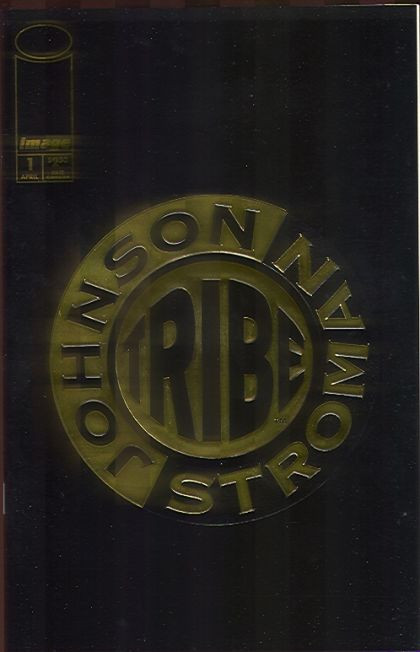 image
1
APRIL
JOHNSON
STROMAN
TRIBE